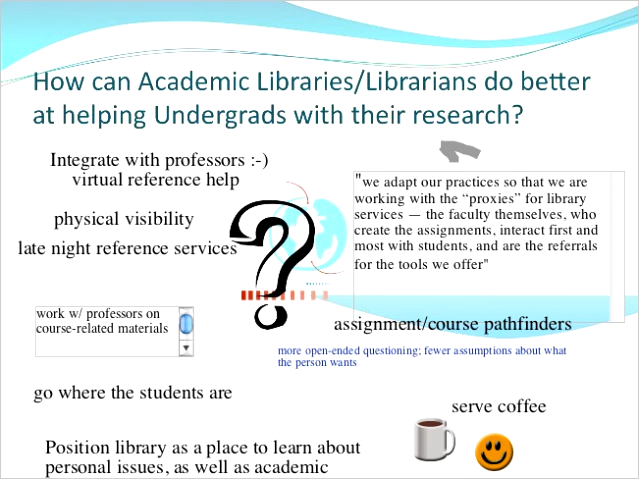 How can Academic Libraries/Librarians do better
at helping Undergrads with their research?
Integrate with professors :-)
virtual reference help
physical visibility
late night reference services
"we adapt our practices so that we are
working with the “proxies” for library
services — the faculty themselves, who
create the assignments, interact first and
most with students, and are the referrals
for the tools we offer"
work w/ professors on
course-related materials
assignment/course pathfinders
more open-ended questioning; fewer assumptions about what
the person wants
go where the students are
serve coffee
Position library as a place to learn about
personal issues, as well as academic